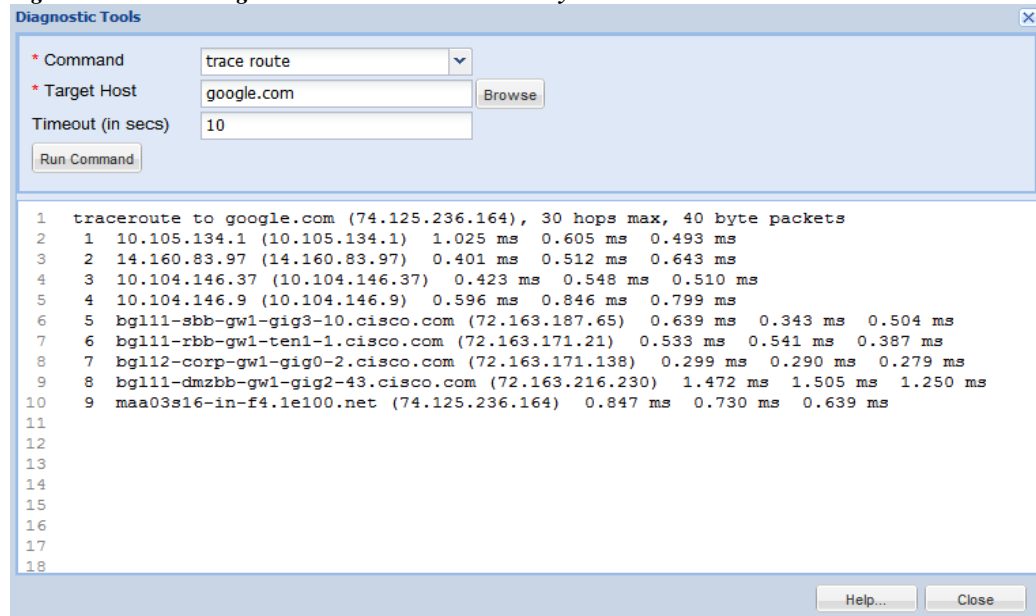 Diagnostic Tools
* Command trace route
* Target Host google.com Browse
Timeout (in secs) 10
Run Command
1 traceroute to google.com (74.125.236.164), 30 hops max, 40 byte packets
2 1 10.105.134.1 (10.105.134.1) 1.025 ms 0.605 ms 0.493 ms
3 2 14.160.83.97 (14.160.83.97) 0.401 ms 0.512 ms 0.643 ms
4 3 10.104.146.37 (10.104.146.37) 0.423 ms 0.548 ms 0.510 ms
5 4 10.104.146.9 (10.104.146.9) 0.596 ms 0.846 ms 0.799 ms
6 5 bgl11-sbb-gw1-gig3-10.cisco.com (72.163.187.65) 0.639 ms 0.343 ms 0.504 ms
7 6 bgl11-rbb-gw1-ten1-1.cisco.com (72.163.171.21) 0.533 ms 0.541 ms 0.387 ms
8 7 bgl12-corp-gw1-gig0-2.cisco.com (72.163.171.138) 0.299 ms 0.290 ms 0.279 ms
9 8 bgl11-dmzbb-gw1-gig2-43.cisco.com (72.163.216.230) 1.472 ms 1.505 ms 1.250 ms
10 9 maa03s16-in-f4.1e100.net (74.125.236.164) 0.847 ms 0.730 ms 0.639 ms
11
12
13
14
15
16
17
18
Help... Close